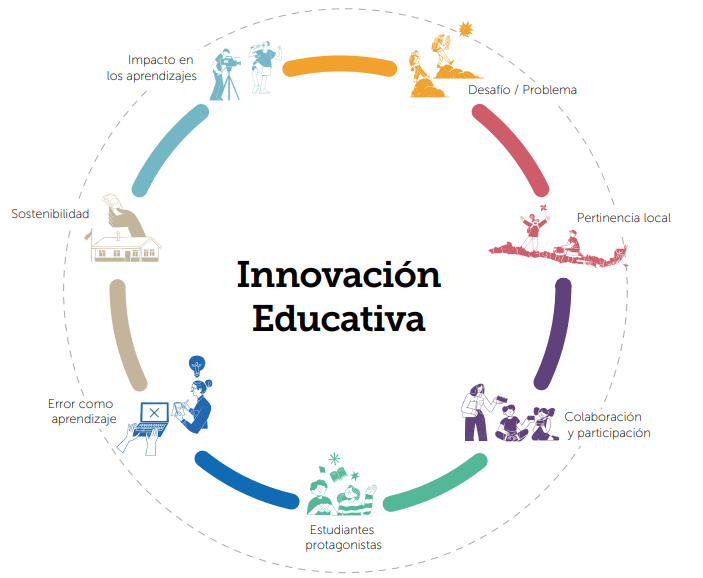 Impacto en
los aprendizajes
Desafío / Problema
Sostenibilidad
Pertinencia local
Innovación
Educativa
Error como
aprendizaje
Colaboración
y participación
Estudiantes
protagonistas